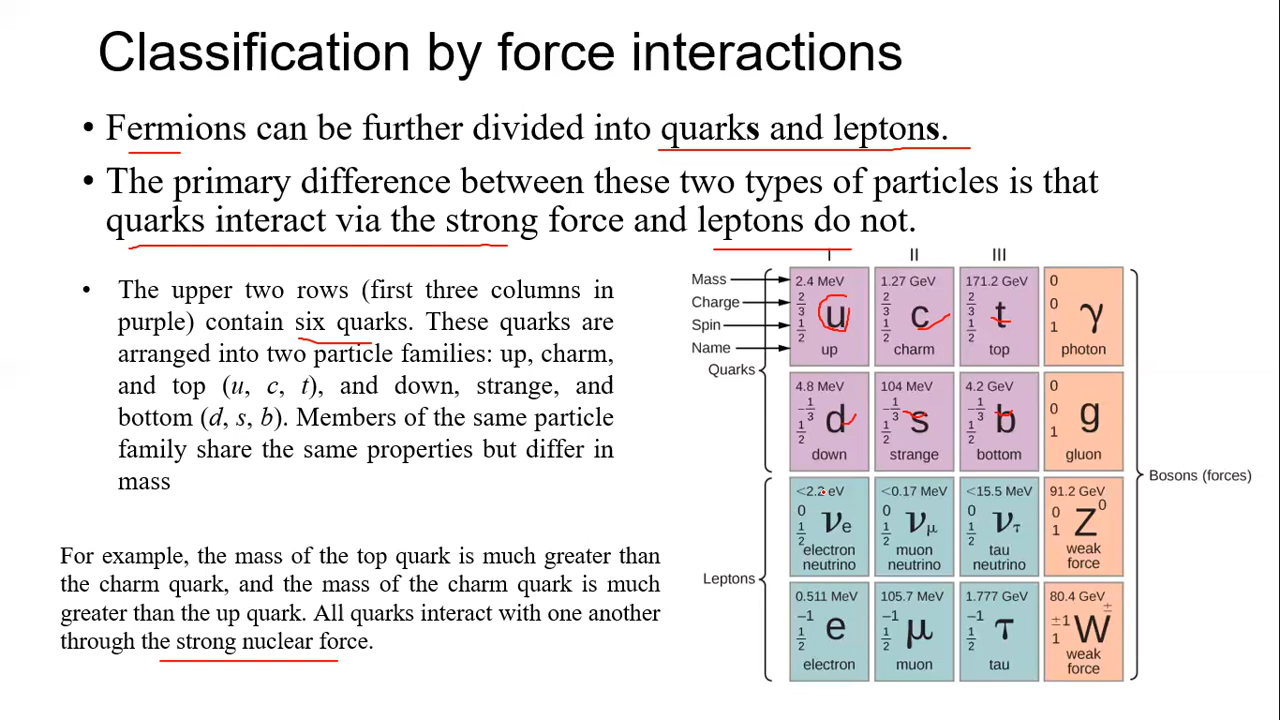 Classification by force interactions
• Fermions can be further divided into quarks and leptons.
• The primary difference between these two types of particles is that
quarks interact via the strong force and leptons do not.
• The upper two rows (first three columns in
purple) contain six quarks. These quarks are
arranged into two particle families: up, charm,
and top (u, c, t), and down, strange, and
bottom (d, s, b). Members of the same particle
family share the same properties but differ in
mass
For example, the mass of the top quark is much greater than
the charm quark, and the mass of the charm quark is much
greater than the up quark. All quarks interact with one another
through the strong nuclear force.
I II III
Mass
Charge
Spin
Name
Quarks
2.4 MeV
2/3
1/2
u
up
1.27 GeV
2/3
1/2
c
charm
171.2 GeV
2/3
1/2
t
top
0
0
1
γ
photon
4.8 MeV
-1/3
1/2
d
down
104 MeV
-1/3
1/2
s
strange
4.2 GeV
-1/3
1/2
b
bottom
0
0
1
g
gluon
Leptons
<2.2 eV
0
1/2
νe
electron
neutrino
<0.17 MeV
0
1/2
νμ
muon
neutrino
<15.5 MeV
0
1/2
ντ
tau
neutrino
91.2 GeV
0
1
Z0
weak
force
0.511 MeV
−1
1/2
e
electron
105.7 MeV
−1
1/2
μ
muon
1.777 GeV
−1
1/2
τ
tau
80.4 GeV
±1
1
W±
weak
force
Bosons (forces)